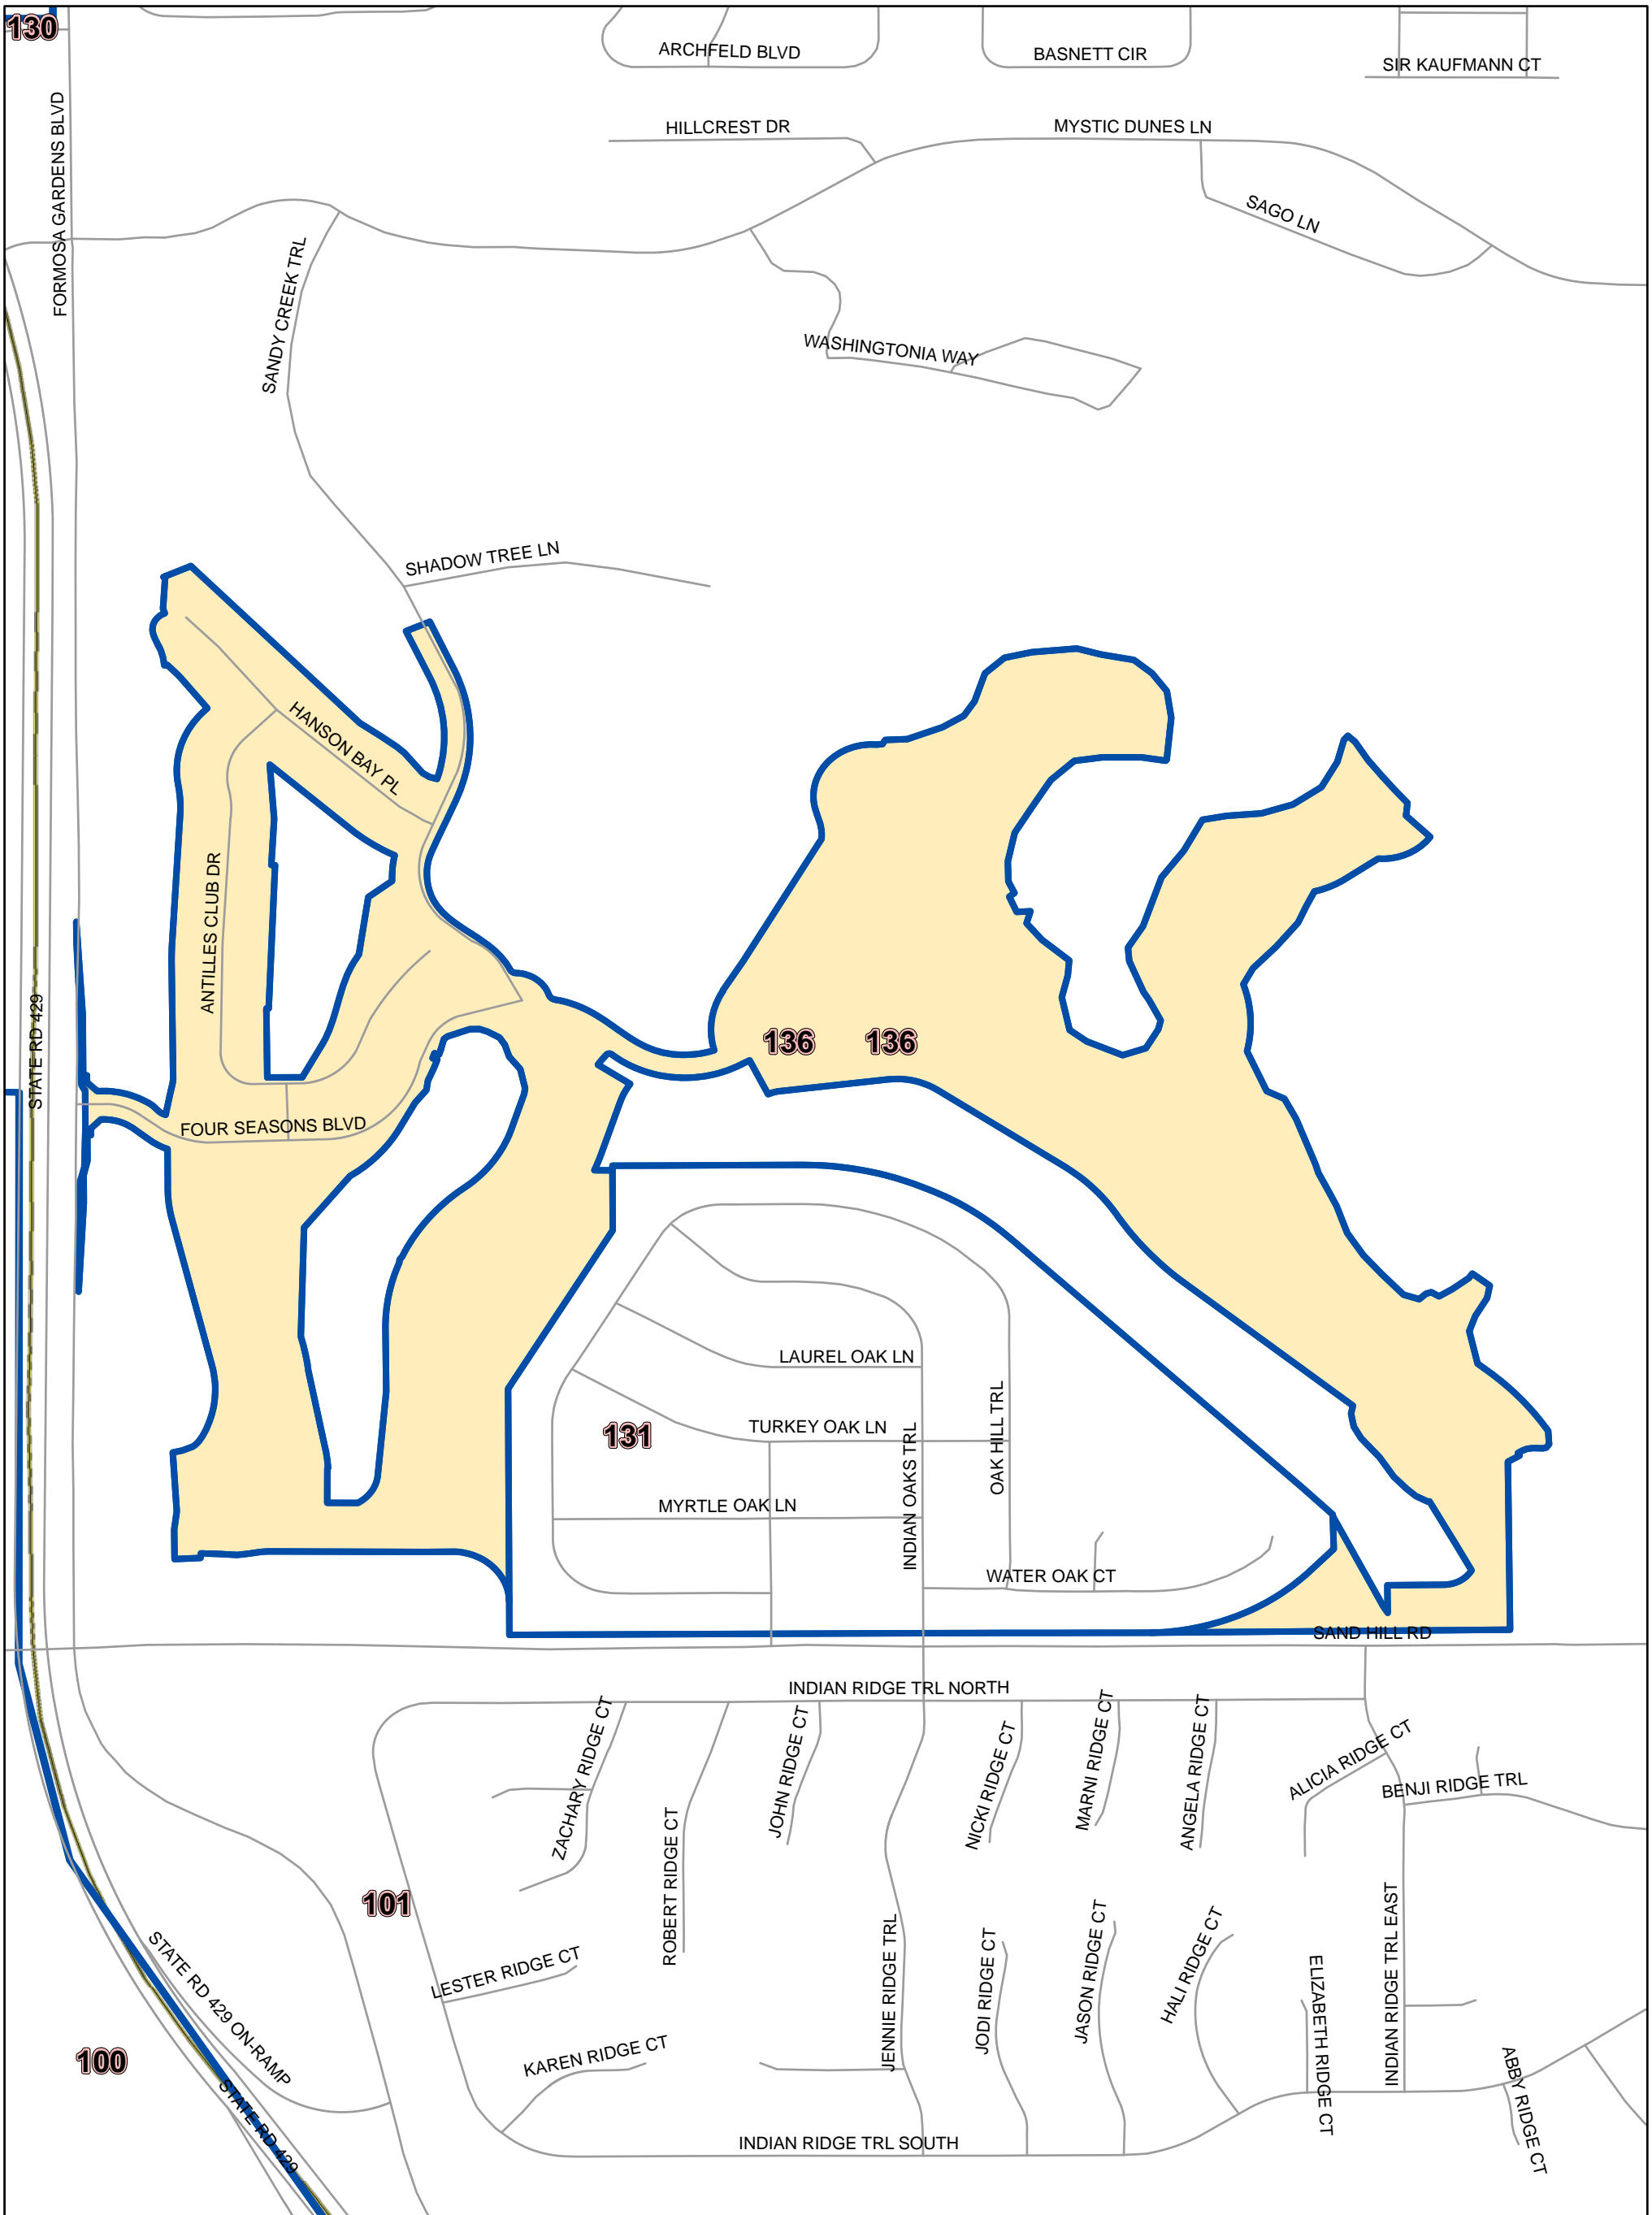 130
ARCHFELD BLVD
BASNETT CIR
SIR KAUFMANN CT
FORMOSA GARDENS BLVD
HILLCREST DR
MYSTIC DUNES LN
SAGO LN
SANDY CREEK TRL
WASHINGTONIA WAY
SHADOW TREE LN
HANSON BAY PL
ANTILLES CLUB DR
STATE RD 429
136
136
FOUR SEASONS BLVD
LAUREL OAK LN
TURKEY OAK LN
131
INDIAN OAKS TRL
OAK HILL TRL
MYRTLE OAK LN
WATER OAK CT
SAND HILL RD
INDIAN RIDGE TRL NORTH
ZACHARY RIDGE CT
ROBERT RIDGE CT
JOHN RIDGE CT
NICKI RIDGE CT
MARNI RIDGE CT
ANGELA RIDGE CT
ALICIA RIDGE CT
BENJI RIDGE TRL
101
LESTER RIDGE CT
STATE RD 429 ON-RAMP
JENNIE RIDGE TRL
JODI RIDGE CT
JASON RIDGE CT
HALI RIDGE CT
ELIZABETH RIDGE CT
INDIAN RIDGE TRL EAST
KAREN RIDGE CT
100
ABBY RIDGE CT
STATE RD 429
INDIAN RIDGE TRL SOUTH